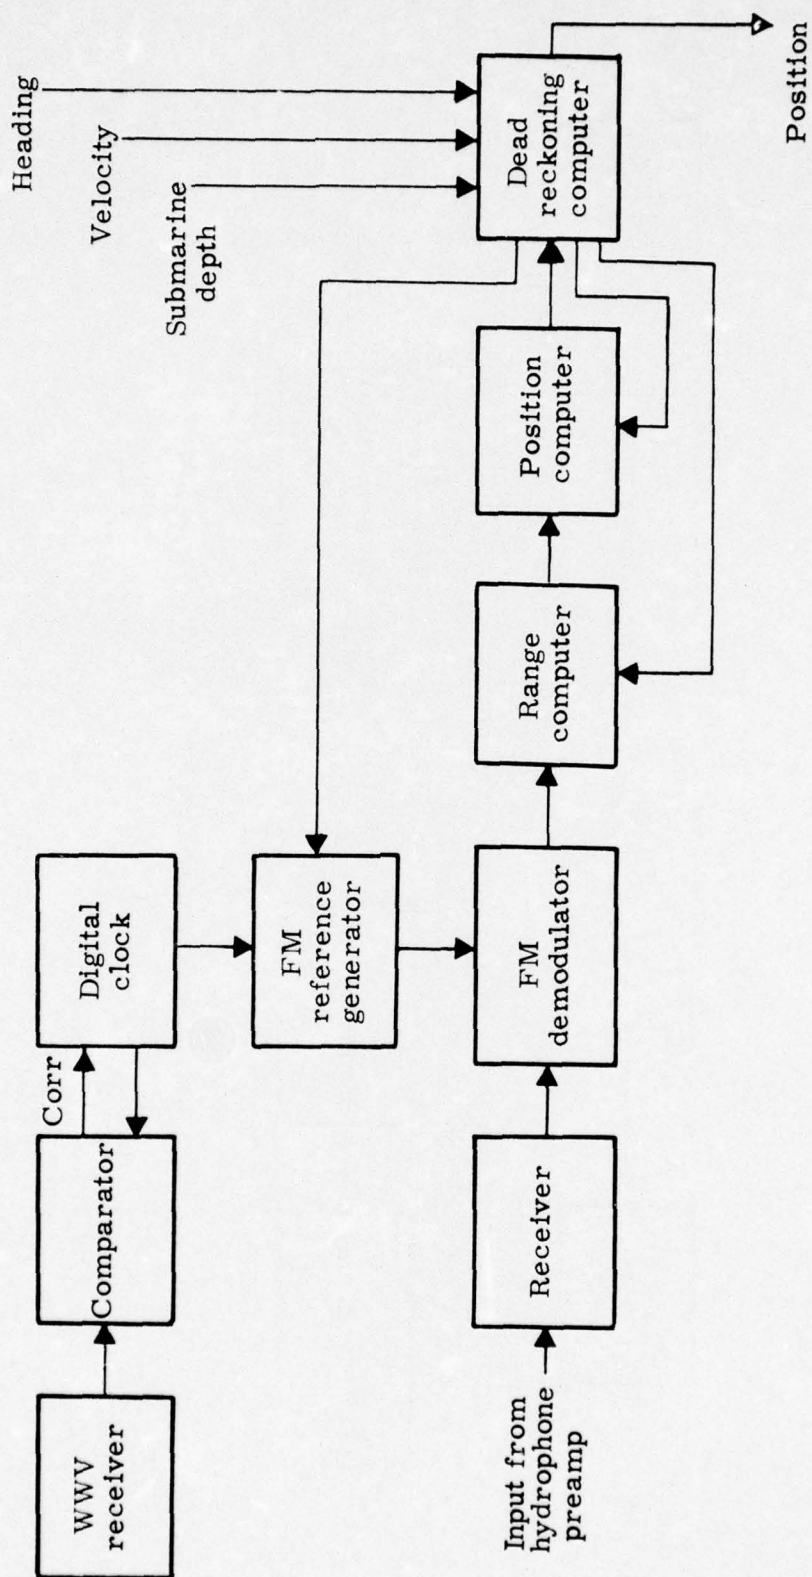 WWV
receiver
Comparator
Corr
Digital
clock
FM
reference
generator
Input from
hydrophone
preamp
Receiver
FM
demodulator
Range
computer
Position
computer
Dead
reckoning
computer
Heading
Velocity
Submarine
depth
Position